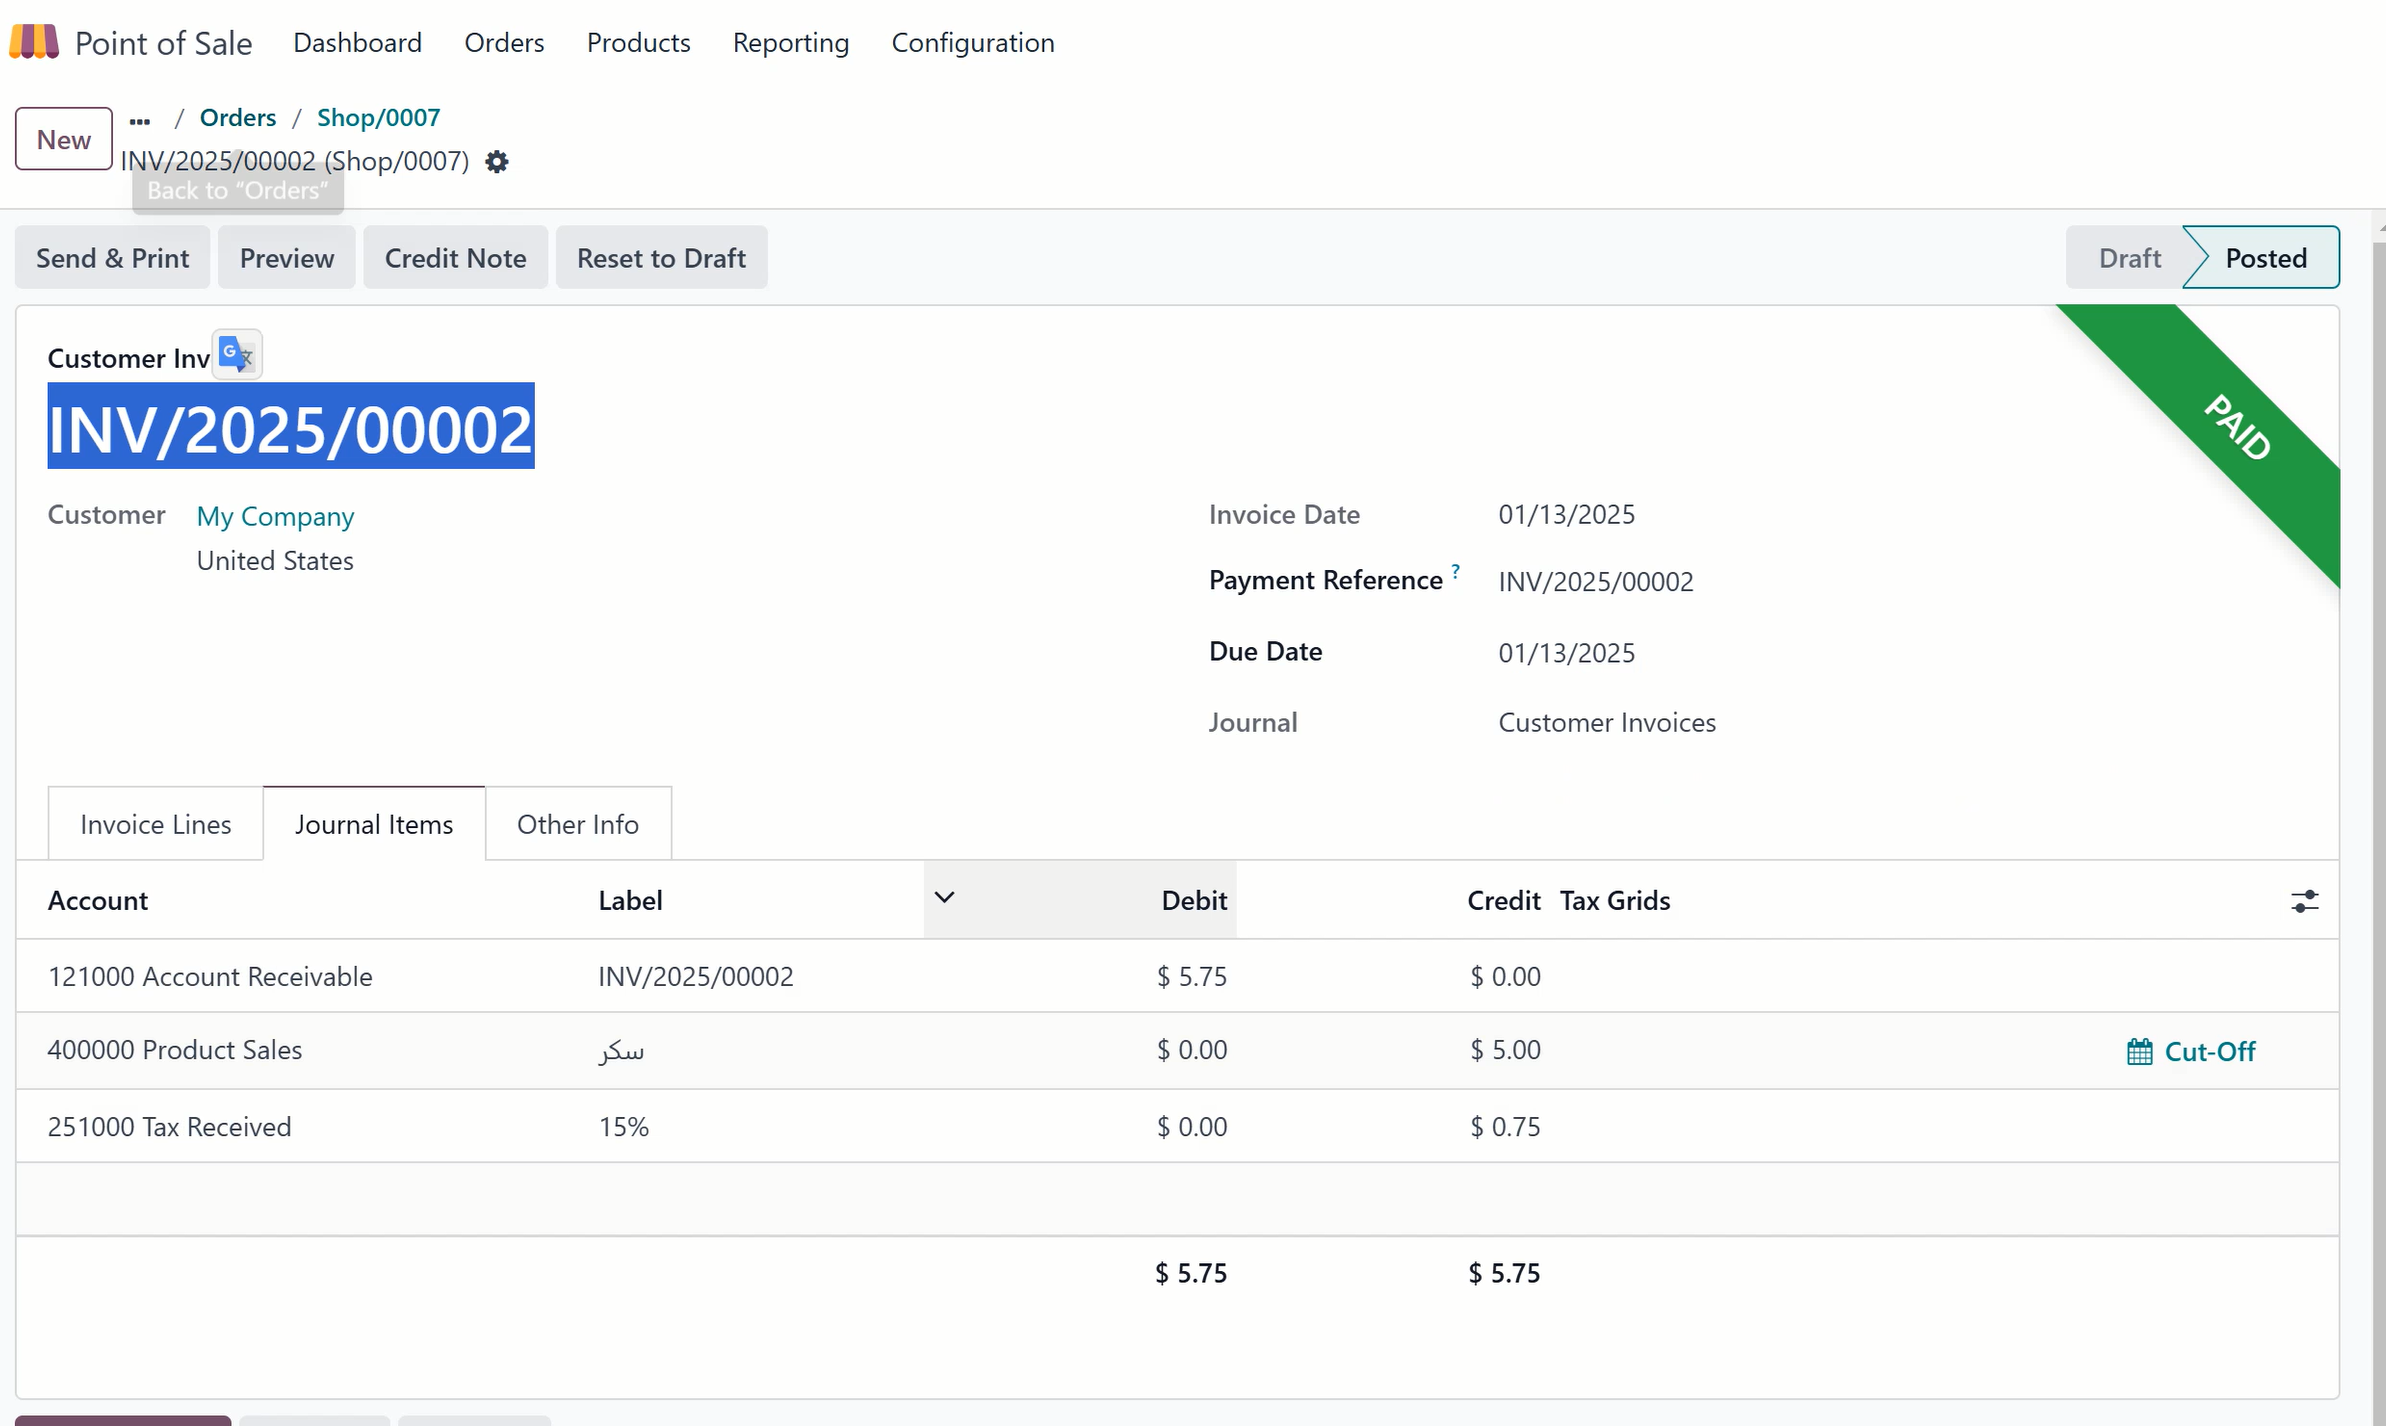 Point of Sale Dashboard Orders Products Reporting Configuration
New ... / Orders / Shop/0007
INV/2025/00002 (Shop/0007)
Back to “Orders”
Send & Print Preview Credit Note Reset to Draft Draft Posted
PAID
Customer Inv
INV/2025/00002
Customer My Company
United States
Invoice Date 01/13/2025
Payment Reference ? INV/2025/00002
Due Date 01/13/2025
Journal Customer Invoices
Invoice Lines Journal Items Other Info
Account Label Debit Credit Tax Grids
121000 Account Receivable INV/2025/00002 $ 5.75 $ 0.00
400000 Product Sales سكر $ 0.00 $ 5.00 Cut-Off
251000 Tax Received 15% $ 0.00 $ 0.75
$ 5.75 $ 5.75